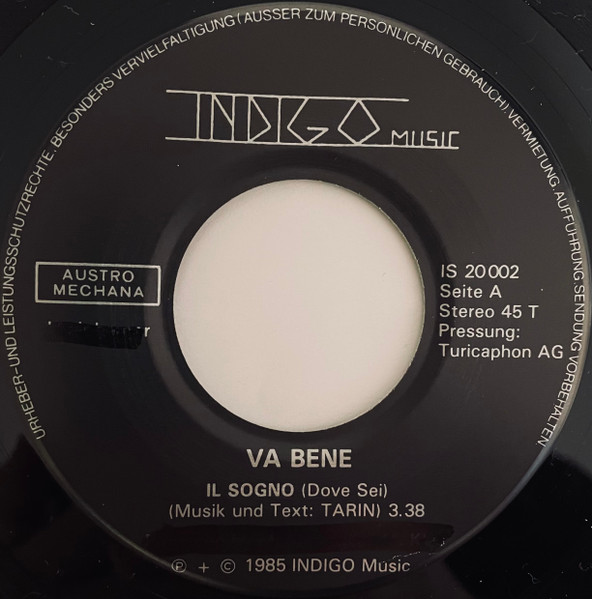 URHEBER-UND LEISTUNGSSCHUTZRECHTE, BESONDERS VERVIELFALTIGUNG (AUSSER ZUM PERSONLICHEN GEBRAUCH), VERMIETUNG, AUFFÜHRUNG, SENDUNG VORBEHALTEN
INDIGO MUSIC
AUSTRO
MECHANA
IS 20 002
Seite A
Stereo 45 T
Pressung:
Turicaphon AG
VA BENE
IL SOGNO (Dove Sei)
(Musik und Text: TARIN) 3.38
℗ + © 1985 INDIGO Music